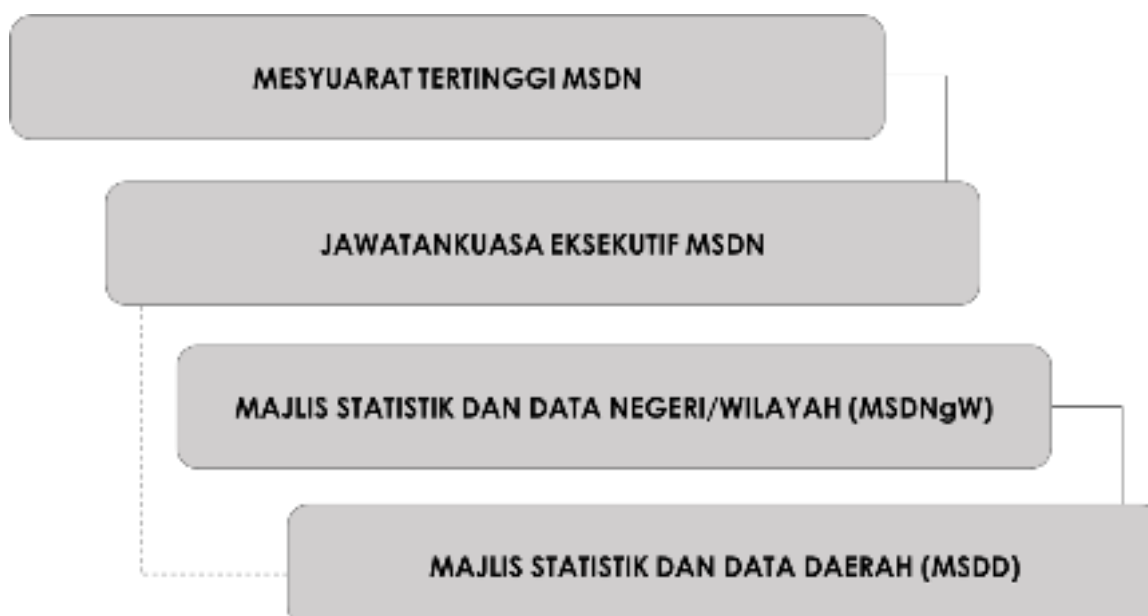 MESYUARAT TERTINGGI MSDN
JAWATANKUASA EKSEKUTIF MSDN
MAJLIS STATISTIK DAN DATA NEGERI/WILAYAH (MSDNgW)
MAJLIS STATISTIK DAN DATA DAERAH (MSDD)